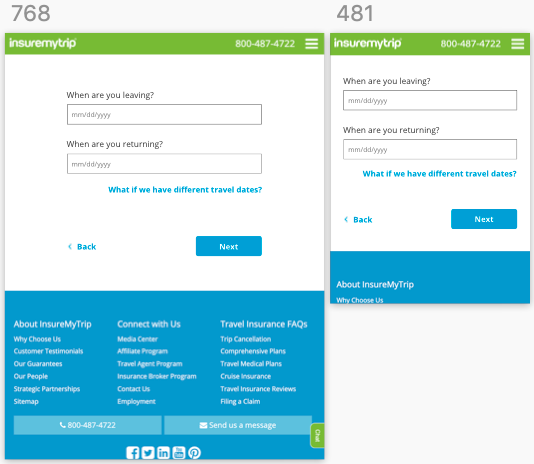 768
insuremytrip
800-487-4722
When are you leaving?
mm/dd/yyyy
When are you returning?
mm/dd/yyyy
What if we have different travel dates?
Back
Next
About InsureMyTrip
Why Choose Us
Customer Testimonials
Our Guarantees
Our People
Strategic Partnerships
Sitemap
Connect with Us
Media Center
Affiliate Program
Travel Agent Program
Insurance Broker Program
Contact Us
Employment
Travel Insurance FAQs
Trip Cancellation
Comprehensive Plans
Travel Medical Plans
Cruise Insurance
Travel Insurance Reviews
Filing a Claim
800-487-4722
Send us a message
Chat
481
insuremytrip
800-487-4722
When are you leaving?
mm/dd/yyyy
When are you returning?
mm/dd/yyyy
What if we have different travel dates?
Back
Next
About InsureMyTrip
Why Choose Us